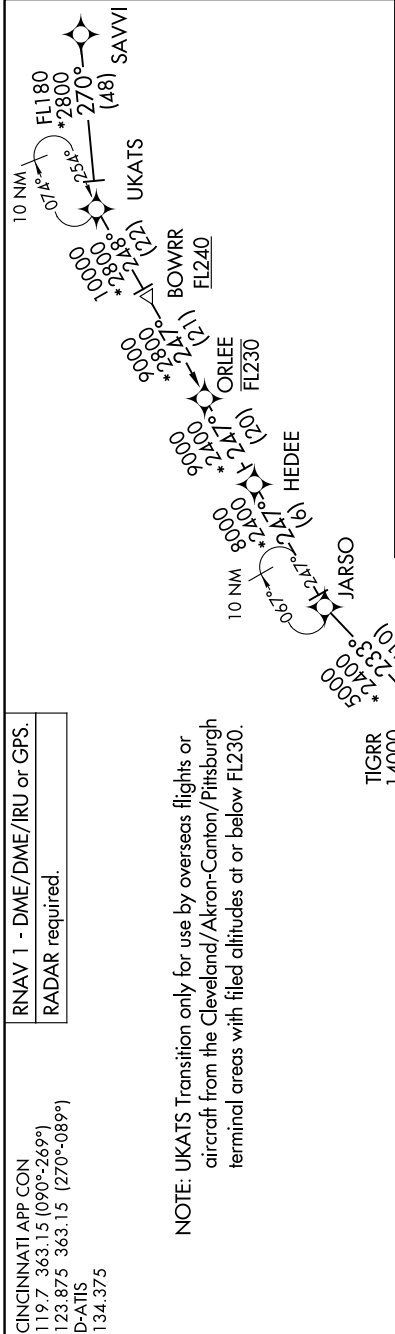 CINCINNATI APP CON
119.7 363.15 (090°-269°)
123.875 363.15 (270°-089°)
D-ATIS
134.375
RNAV 1 - DME/DME/IRU or GPS.
RADAR required.
NOTE: UKATS Transition only for use by overseas flights or
aircraft from the Cleveland/Akron-Canton/Pittsburgh
terminal areas with filed altitudes at or below FL230.
SAVVI
FL180
*2800
270°
(48)
10 NM
074°
254°
UKATS
10000
*2800
248°
(22)
BOWRR
FL240
9000
*2800
247°
(21)
ORLEE
FL230
9000
*2400
247°
(20)
HEDEE
8000
*2400
247°
(6)
10 NM
067°
247°
JARSO
5000
*2400
233°
(10)
TIGRR
14000